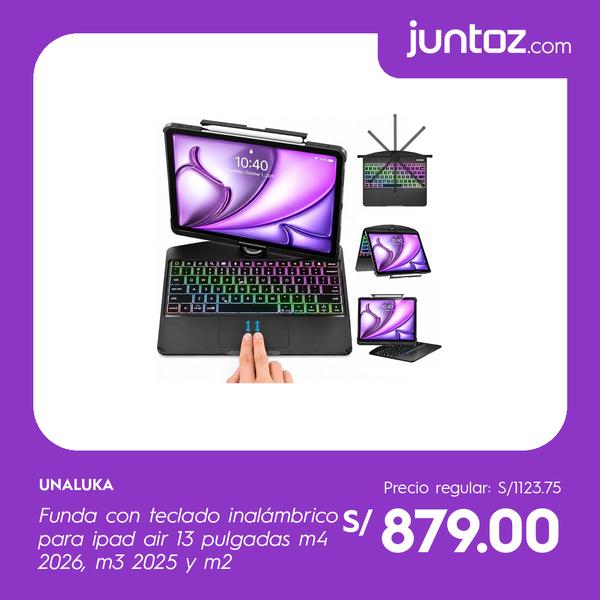 juntoz.com
10:40
UNALUKA
Funda con teclado inalámbrico
para ipad air 13 pulgadas m4
2026, m3 2025 y m2
Precio regular: S/1123.75
S/ 879.00